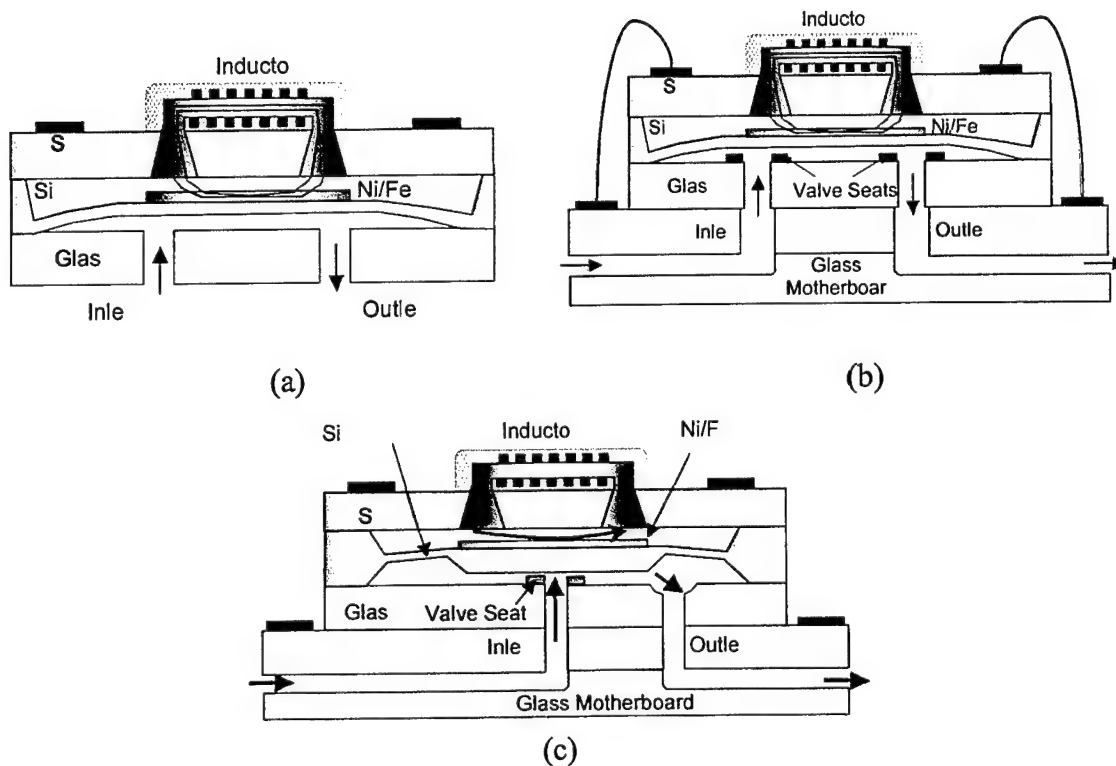 Inducto
S
Si
Ni/Fe
Glas
Inle
Outle
(a)
Inducto
S
Si
Ni/Fe
Glas
Valve Seats
Inle
Outle
Glass
Motherboar
(b)
Si
Inducto
Ni/F
S
Glas
Valve Seat
Inle
Outle
Glass Motherboard
(c)